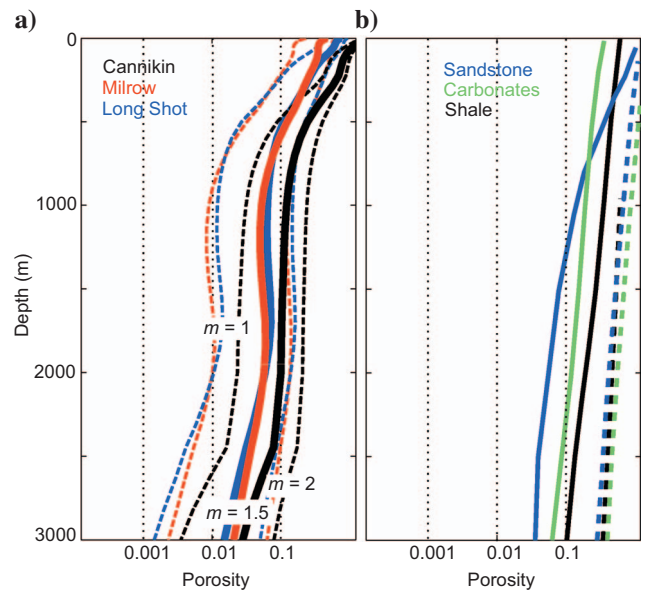 a)
b)
0
1000
2000
3000
Depth (m)
Cannikin
Milrow
Long Shot
m = 1
m = 2
m = 1.5
0.001 0.01 0.1
Porosity
Sandstone
Carbonates
Shale
0.001 0.01 0.1
Porosity